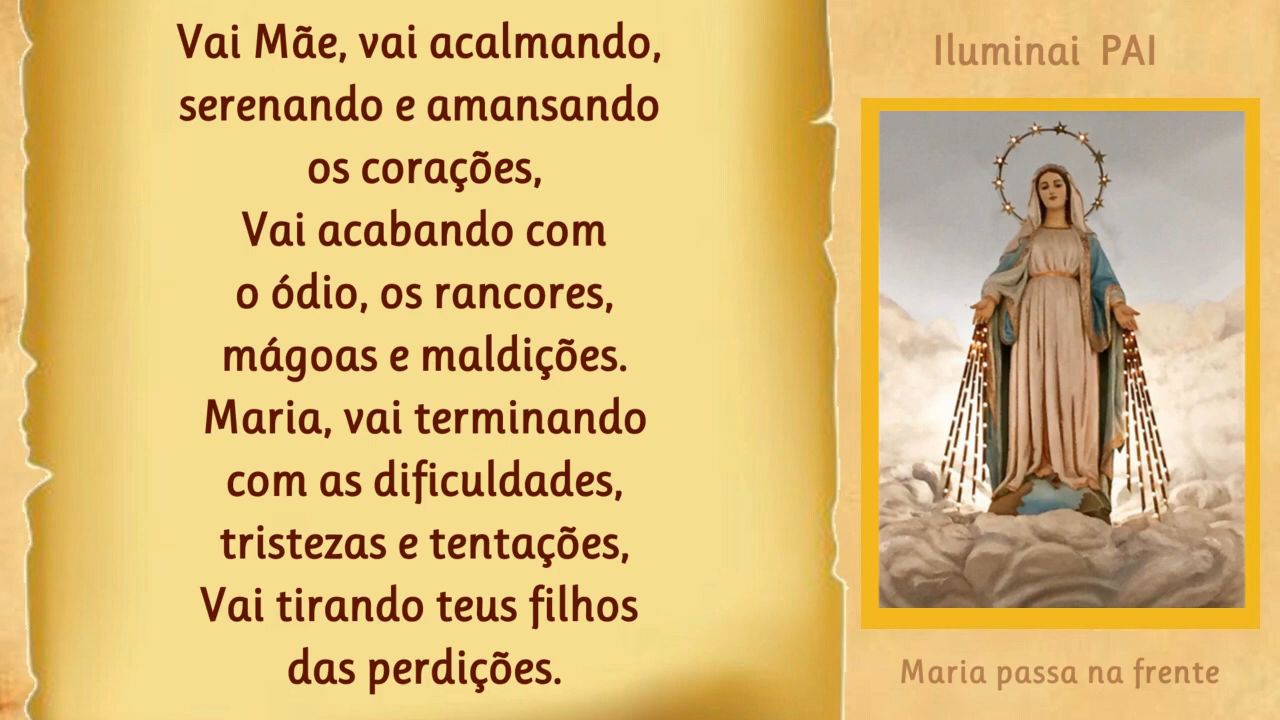 Vai Mãe, vai acalmando,
serenando e amansando
os corações,
Vai acabando com
o ódio, os rancores,
mágoas e maldições.
Maria, vai terminando
com as dificuldades,
tristezas e tentações,
Vai tirando teus filhos
das perdições.
Iluminai PAI
Maria passa na frente